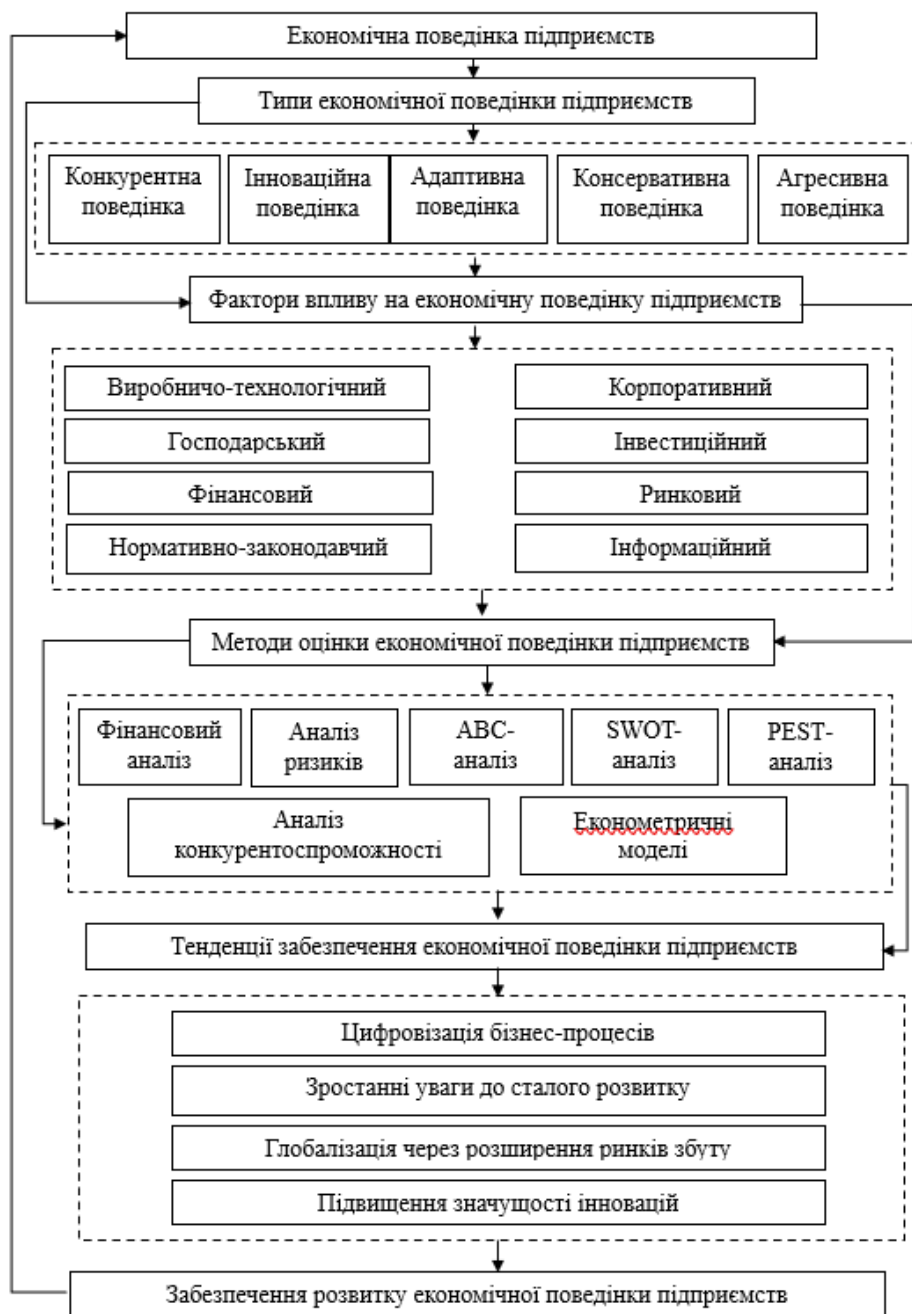 Економічна поведінка підприємств
Типи економічної поведінки підприємств
Конкурентна
поведінка
Інноваційна
поведінка
Адаптивна
поведінка
Консервативна
поведінка
Агресивна
поведінка
Фактори впливу на економічну поведінку підприємств
Виробничо-технологічний
Корпоративний
Господарський
Інвестиційний
Фінансовий
Ринковий
Нормативно-законодавчий
Інформаційний
Методи оцінки економічної поведінки підприємств
Фінансовий
аналіз
Аналіз
ризиків
ABC-
аналіз
SWOT-
аналіз
PEST-
аналіз
Аналіз
конкурентоспроможності
Економетричні
моделі
Тенденції забезпечення економічної поведінки підприємств
Цифровізація бізнес-процесів
Зростанні уваги до сталого розвитку
Глобалізація через розширення ринків збуту
Підвищення значущості інновацій
Забезпечення розвитку економічної поведінки підприємств